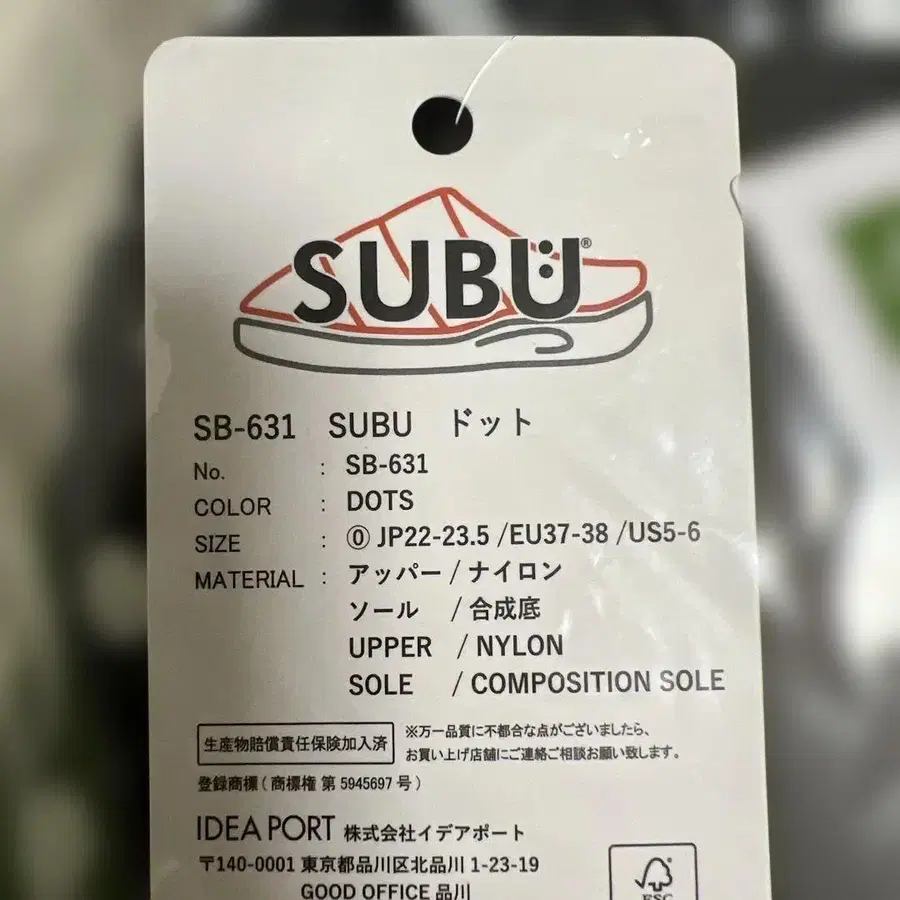 SUBU®
SB-631 SUBU ドット
No. : SB-631
COLOR : DOTS
SIZE : ⓪ JP22-23.5 /EU37-38 /US5-6
MATERIAL : アッパー / ナイロン
ソール / 合成底
UPPER / NYLON
SOLE / COMPOSITION SOLE
生産物賠償責任保険加入済
※万一品質に不都合な点がございましたら、
お買い上げ店舗にご連絡ご相談お願い致します。
登録商標 ( 商標権 第 5945697 号 )
IDEA PORT 株式会社イデアポート
〒140-0001 東京都品川区北品川 1-23-19
GOOD OFFICE 品川
FSC